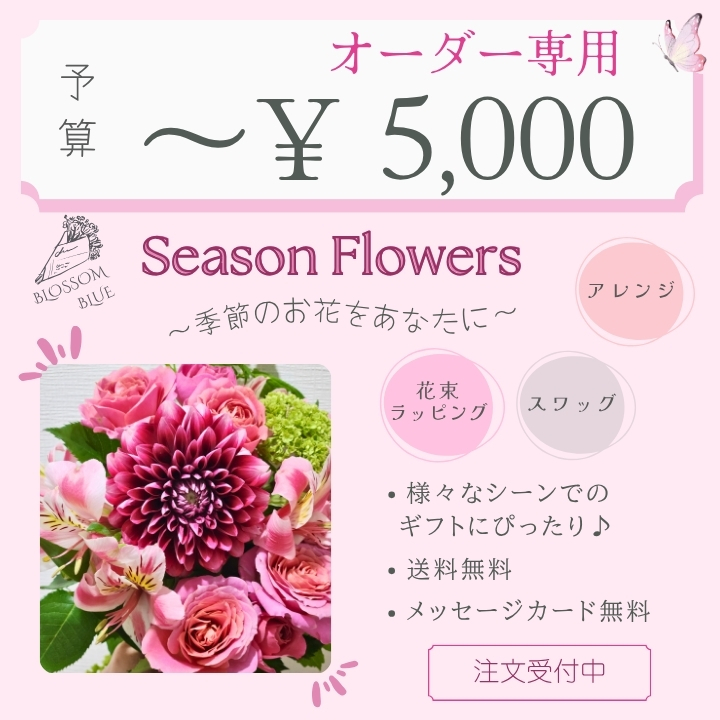 オーダー専用
予算
〜¥ 5,000
BLOSSOM
BLUE
Season Flowers
〜季節のお花をあなたに〜
アレンジ
花束
ラッピング
スワッグ
• 様々なシーンでの
ギフトにぴったり♪
• 送料無料
• メッセージカード無料
注文受付中